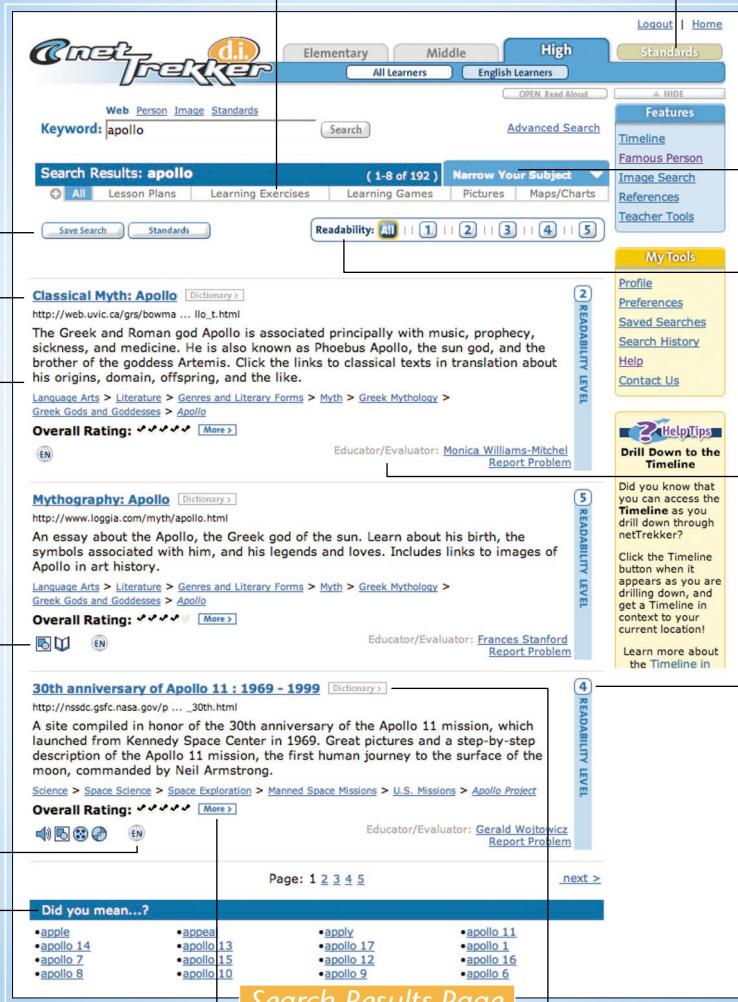 Logout | Home
net Trekker d.i.
Elementary Middle High Standards
All Learners English Learners
OPEN Read Aloud HIDE
Web Person Image Standards
Keyword: apollo Search Advanced Search
Features
Timeline
Famous Person
Image Search
References
Teacher Tools
Search Results: apollo (1-8 of 192) Narrow Your Subject
All Lesson Plans Learning Exercises Learning Games Pictures Maps/Charts
Save Search Standards Readability: All 1 2 3 4 5
My Tools
Profile
Preferences
Saved Searches
Search History
Help
Contact Us
Classical Myth: Apollo Dictionary >
http://web.uvic.ca/grs/bowma ... llo_t.html
The Greek and Roman god Apollo is associated principally with music, prophecy,
sickness, and medicine. He is also known as Phoebus Apollo, the sun god, and the
brother of the goddess Artemis. Click the links to classical texts in translation about
his origins, domain, offspring, and the like.
Language Arts > Literature > Genres and Literary Forms > Myth > Greek Mythology >
Greek Gods and Goddesses > Apollo
Overall Rating: More >
EN Educator/Evaluator: Monica Williams-Mitchel
Report Problem
2 READABILITY LEVEL
Help Tips
Drill Down to the
Timeline
Did you know that
you can access the
Timeline as you
drill down through
netTrekker?
Click the Timeline
button when it
appears as you are
drilling down, and
get a Timeline in
context to your
current location!
Learn more about
the Timeline in
Mythography: Apollo Dictionary >
http://www.loggia.com/myth/apollo.html
An essay about the Apollo, the Greek god of the sun. Learn about his birth, the
symbols associated with him, and his legends and loves. Includes links to images of
Apollo in art history.
Language Arts > Literature > Genres and Literary Forms > Myth > Greek Mythology >
Greek Gods and Goddesses > Apollo
Overall Rating: More >
EN Educator/Evaluator: Frances Stanford
Report Problem
5 READABILITY LEVEL
30th anniversary of Apollo 11 : 1969 - 1999 Dictionary >
http://nssdc.gsfc.nasa.gov/p ... _30th.html
A site compiled in honor of the 30th anniversary of the Apollo 11 mission, which
launched from Kennedy Space Center in 1969. Great pictures and a step-by-step
description of the Apollo 11 mission, the first human journey to the surface of the
moon, commanded by Neil Armstrong.
Science > Space Science > Space Exploration > Manned Space Missions > U.S. Missions > Apollo Project
Overall Rating: More >
EN Educator/Evaluator: Gerald Wojtowicz
Report Problem
4 READABILITY LEVEL
Page: 1 2 3 4 5 next >
Did you mean...?
•apple •appeal •apply •apollo 11
•apollo 14 •apollo 13 •apollo 17 •apollo 1
•apollo 7 •apollo 15 •apollo 12 •apollo 16
•apollo 8 •apollo 10 •apollo 9 •apollo 6
Search Results Page